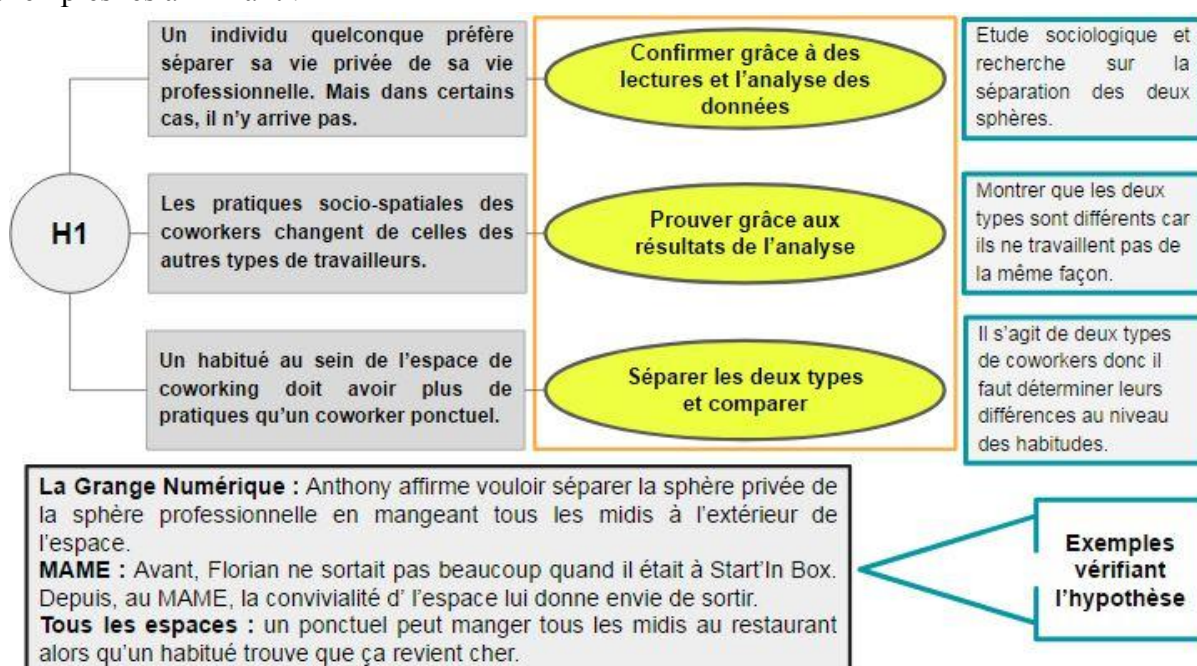 Un individu quelconque préfère
séparer sa vie privée de sa vie
professionnelle. Mais dans certains
cas, il n'y arrive pas.
Confirmer grâce à des
lectures et l'analyse des
données
Etude sociologique et
recherche sur la
séparation des deux
sphères.
H1
Les pratiques socio-spatiales des
coworkers changent de celles des
autres types de travailleurs.
Prouver grâce aux
résultats de l'analyse
Montrer que les deux
types sont différents car
ils ne travaillent pas de
la même façon.
Un habitué au sein de l'espace de
coworking doit avoir plus de
pratiques qu'un coworker ponctuel.
Séparer les deux types
et comparer
Il s'agit de deux types
de coworkers donc il
faut déterminer leurs
différences au niveau
des habitudes.
La Grange Numérique : Anthony affirme vouloir séparer la sphère privée de
la sphère professionnelle en mangeant tous les midis à l'extérieur de
l'espace.
MAME : Avant, Florian ne sortait pas beaucoup quand il était à Start'In Box.
Depuis, au MAME, la convivialité d' l'espace lui donne envie de sortir.
Tous les espaces : un ponctuel peut manger tous les midis au restaurant
alors qu'un habitué trouve que ça revient cher.
Exemples
vérifiant
l'hypothèse